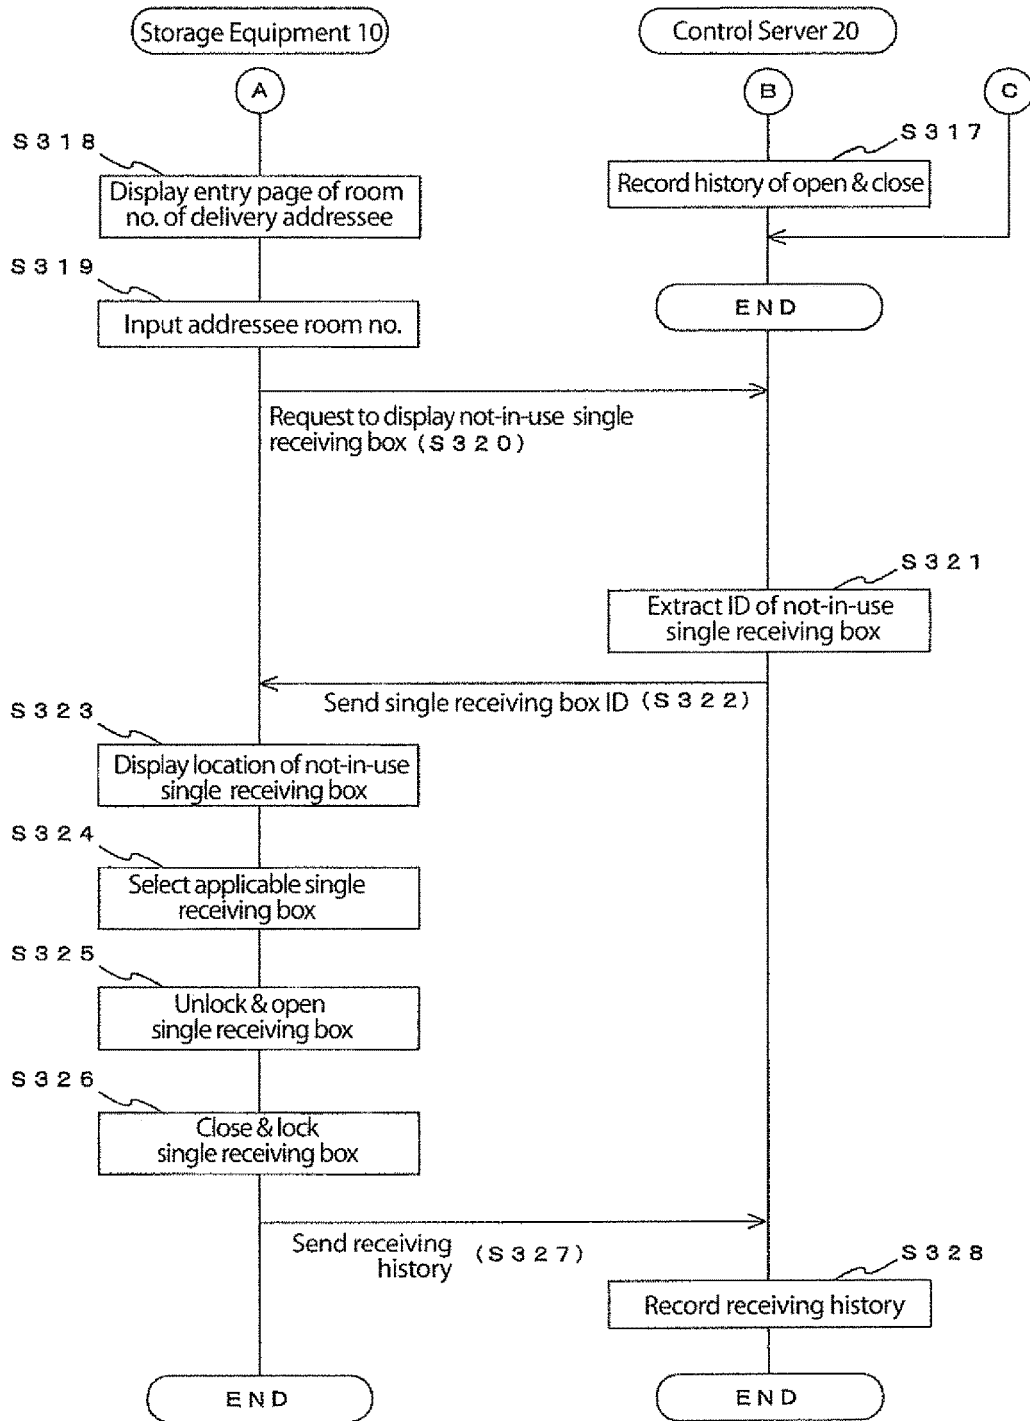 Storage Equipment 10
Control Server 20
A
B
C
S317
S318
Record history of open & close
Display entry page of room
no. of delivery addressee
S319
END
Input addressee room no.
Request to display not-in-use single
receiving box (S320)
S321
Extract ID of not-in-use
single receiving box
Send single receiving box ID (S322)
S323
Display location of not-in-use
single receiving box
S324
Select applicable single
receiving box
S325
Unlock & open
single receiving box
S326
Close & lock
single receiving box
Send receiving
history (S327)
S328
Record receiving history
END
END